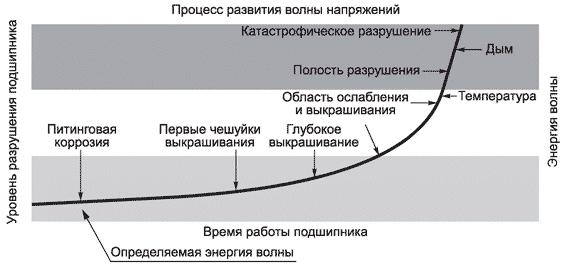 Процесс развития волны напряжений
Катастрофическое разрушение
Дым
Полость разрушения
Температура
Область ослабления
и выкрашивания
Питинговая
коррозия
Первые чешуйки
выкрашивания
Глубокое
выкрашивание
Уровень разрушения подшипника
Энергия волны
Время работы подшипника
Определяемая энергия волны